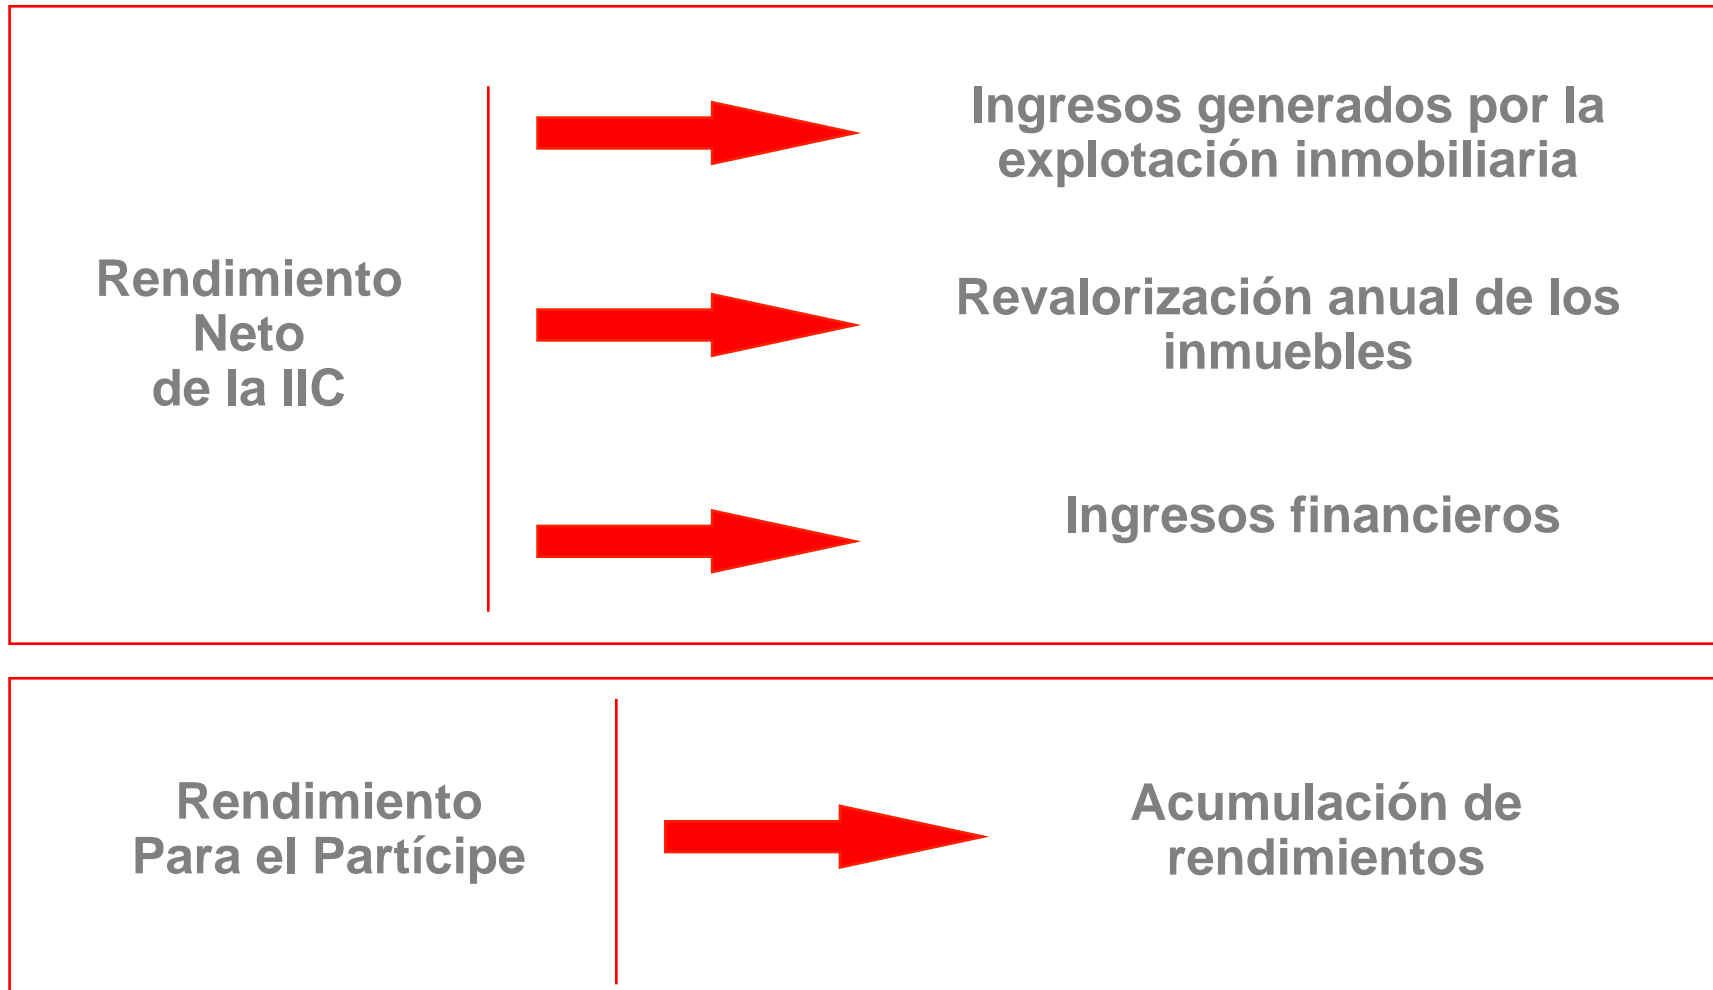 Rendimiento
Neto
de la IIC
Ingresos generados por la
explotación inmobiliaria
Revalorización anual de los
inmuebles
Ingresos financieros
Rendimiento
Para el Partícipe
Acumulación de
rendimientos